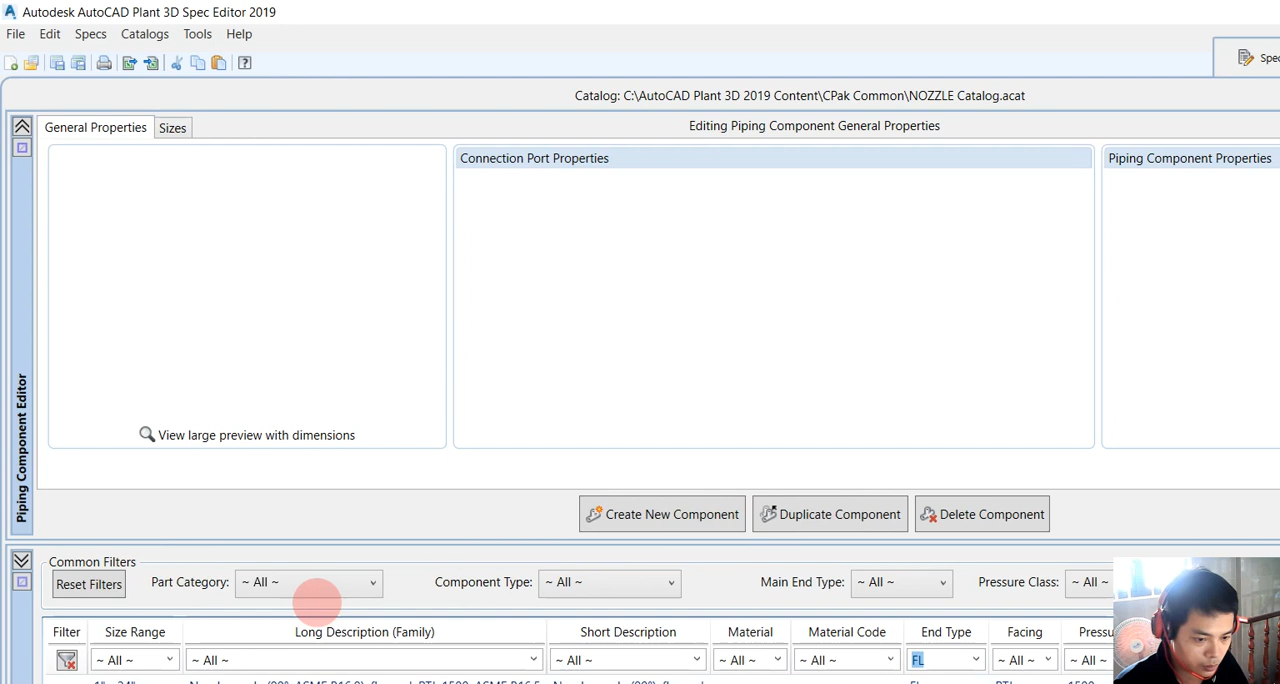 Autodesk AutoCAD Plant 3D Spec Editor 2019
File Edit Specs Catalogs Tools Help
Spec
Catalog: C:\AutoCAD Plant 3D 2019 Content\CPak Common\NOZZLE Catalog.acat
General Properties Sizes Editing Piping Component General Properties
Connection Port Properties Piping Component Properties
View large preview with dimensions
Piping Component Editor
Create New Component Duplicate Component Delete Component
Common Filters
Reset Filters Part Category: ~ All ~ Component Type: ~ All ~ Main End Type: ~ All ~ Pressure Class: ~ All ~
Filter Size Range Long Description (Family) Short Description Material Material Code End Type Facing Pressu
~ All ~ ~ All ~ ~ All ~ ~ All ~ ~ All ~ FL ~ All ~ ~ All ~